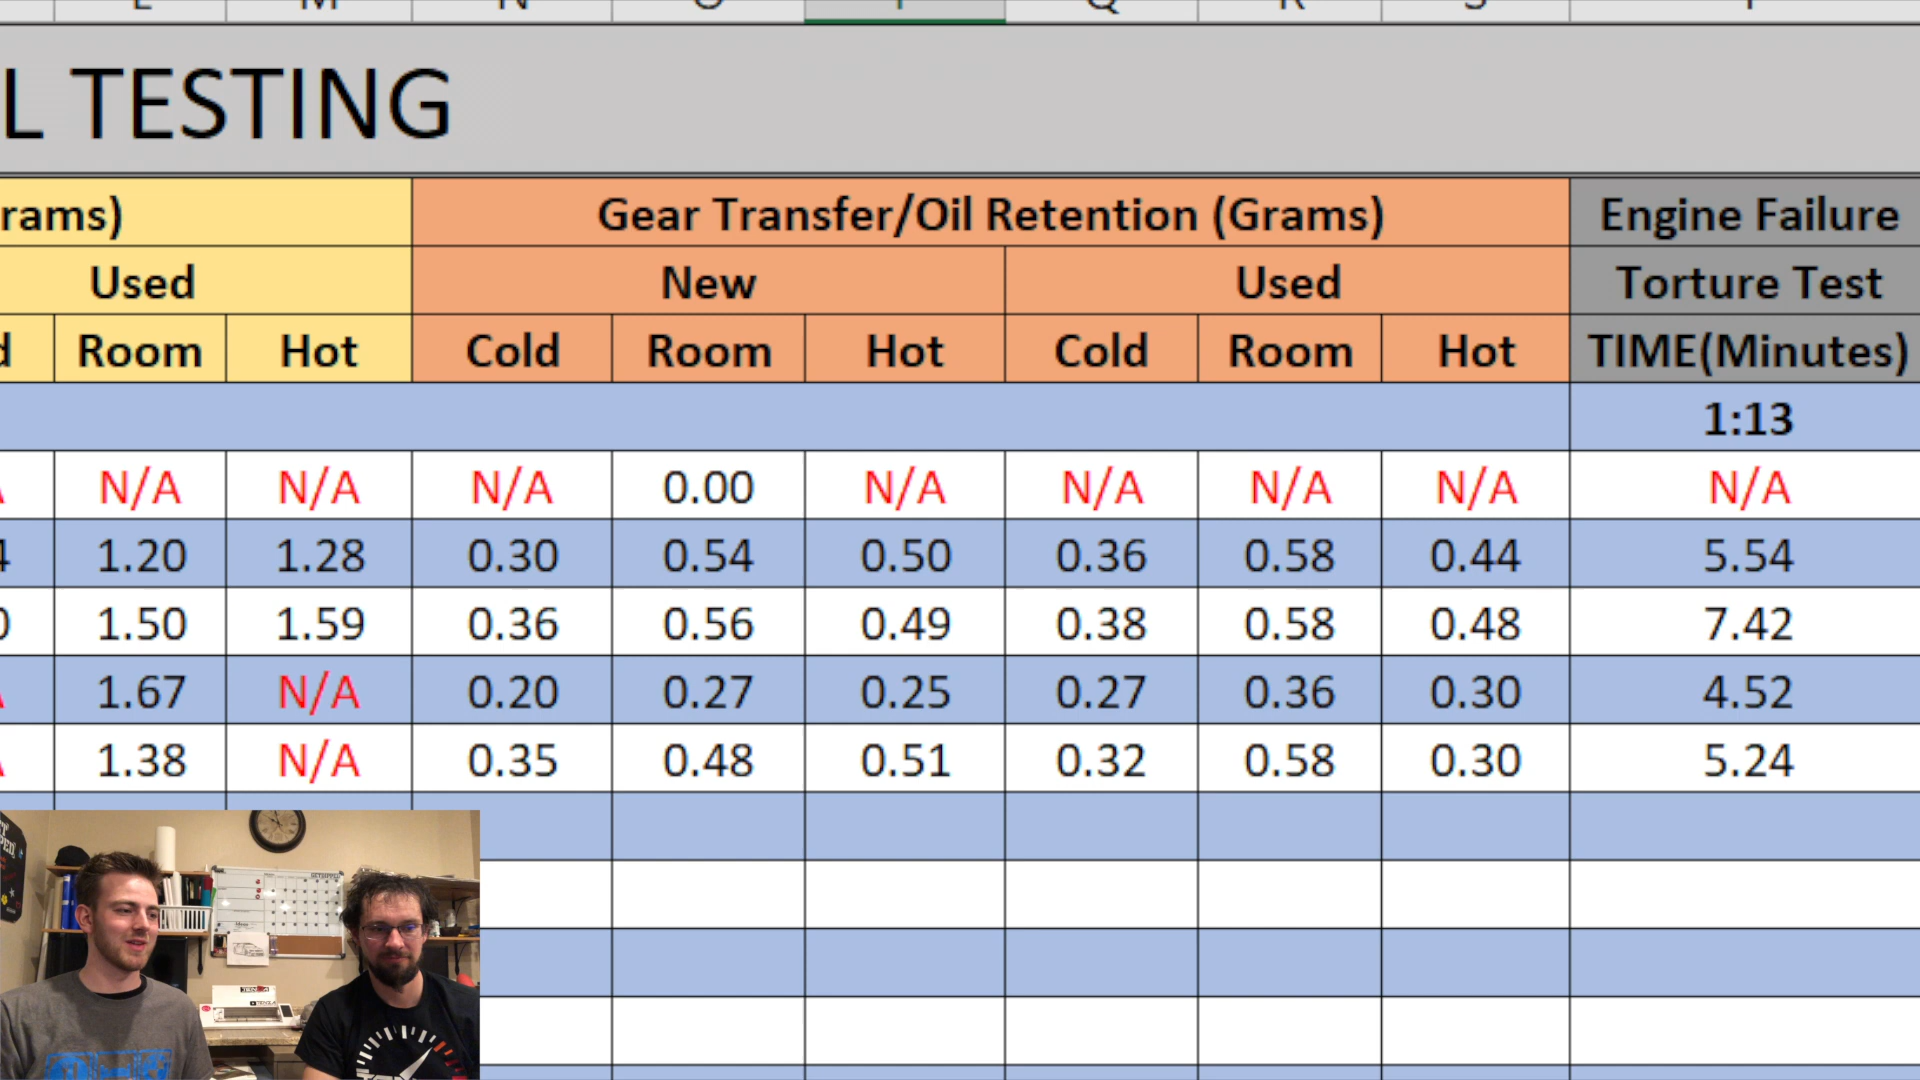 L TESTING
rams) Gear Transfer/Oil Retention (Grams) Engine Failure
Used New Used Torture Test
Room Hot Cold Room Hot Cold Room Hot TIME(Minutes)
1:13
N/A N/A N/A 0.00 N/A N/A N/A N/A N/A
4 1.20 1.28 0.30 0.54 0.50 0.36 0.58 0.44 5.54
0 1.50 1.59 0.36 0.56 0.49 0.38 0.58 0.48 7.42
1.67 N/A 0.20 0.27 0.25 0.27 0.36 0.30 4.52
1.38 N/A 0.35 0.48 0.51 0.32 0.58 0.30 5.24